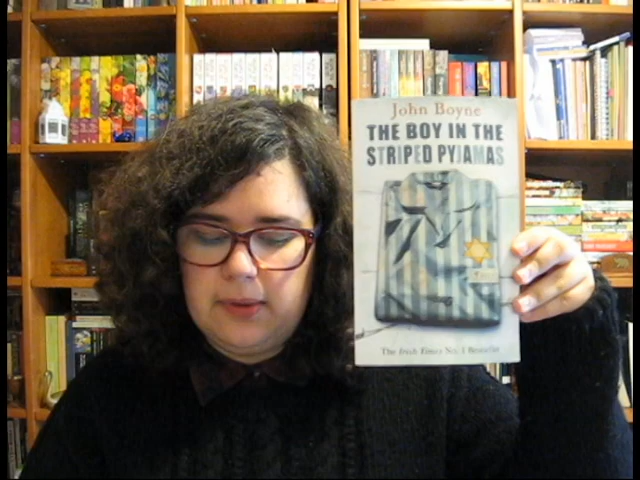 John Boyne
THE BOY IN THE
STRIPED PYJAMAS
The Irish Times No. 1 Bestseller